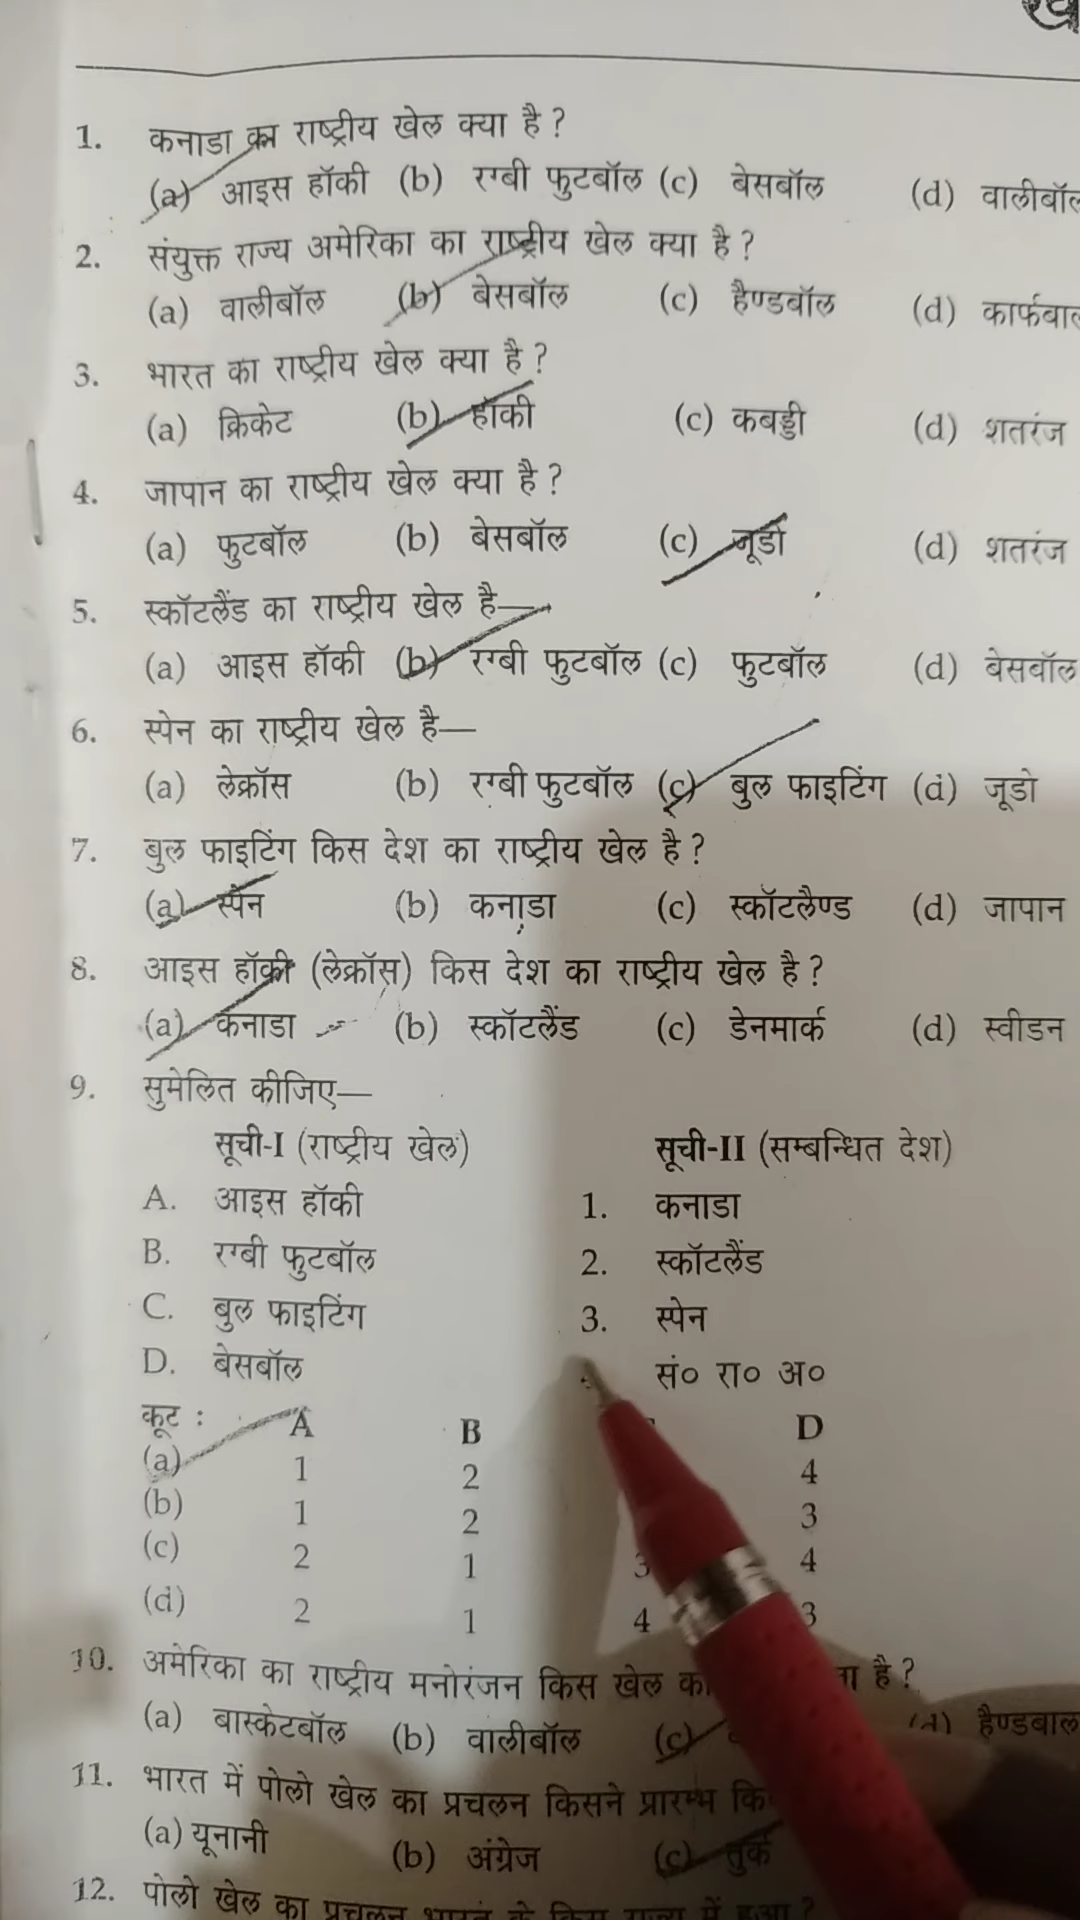 1. कनाडा का राष्ट्रीय खेल क्या है ?
(a) आइस हॉकी (b) रग्बी फुटबॉल (c) बेसबॉल (d) वालीबॉल
2. संयुक्त राज्य अमेरिका का राष्ट्रीय खेल क्या है ?
(a) वालीबॉल (b) बेसबॉल (c) हैण्डबॉल (d) कार्फबाल
3. भारत का राष्ट्रीय खेल क्या है ?
(a) क्रिकेट (b) हॉकी (c) कबड्डी (d) शतरंज
4. जापान का राष्ट्रीय खेल क्या है ?
(a) फुटबॉल (b) बेसबॉल (c) जूडो (d) शतरंज
5. स्कॉटलैंड का राष्ट्रीय खेल है—
(a) आइस हॉकी (b) रग्बी फुटबॉल (c) फुटबॉल (d) बेसबॉल
6. स्पेन का राष्ट्रीय खेल है—
(a) लेक्रॉस (b) रग्बी फुटबॉल (c) बुल फाइटिंग (d) जूडो
7. बुल फाइटिंग किस देश का राष्ट्रीय खेल है ?
(a) स्पेन (b) कनाडा (c) स्कॉटलैण्ड (d) जापान
8. आइस हॉकी (लेक्रॉस) किस देश का राष्ट्रीय खेल है ?
(a) कनाडा (b) स्कॉटलैंड (c) डेनमार्क (d) स्वीडन
9. सुमेलित कीजिए—
सूची-I (राष्ट्रीय खेल) सूची-II (सम्बन्धित देश)
A. आइस हॉकी 1. कनाडा
B. रग्बी फुटबॉल 2. स्कॉटलैंड
C. बुल फाइटिंग 3. स्पेन
D. बेसबॉल सं० रा० अ०
कूट : A B D
(a) 1 2 4
(b) 1 2 3
(c) 2 1 3 4
(d) 2 1 4 3
10. अमेरिका का राष्ट्रीय मनोरंजन किस खेल है ?
(a) बास्केटबॉल (b) वालीबॉल (c) (d) हैण्डबाल
11. भारत में पोलो खेल का प्रचलन किसने प्रारम्भ
(a) यूनानी (b) अंग्रेज (c) तुर्क
12. पोलो खेल का प्रचलन भारत के किस राज्य में हुआ ?